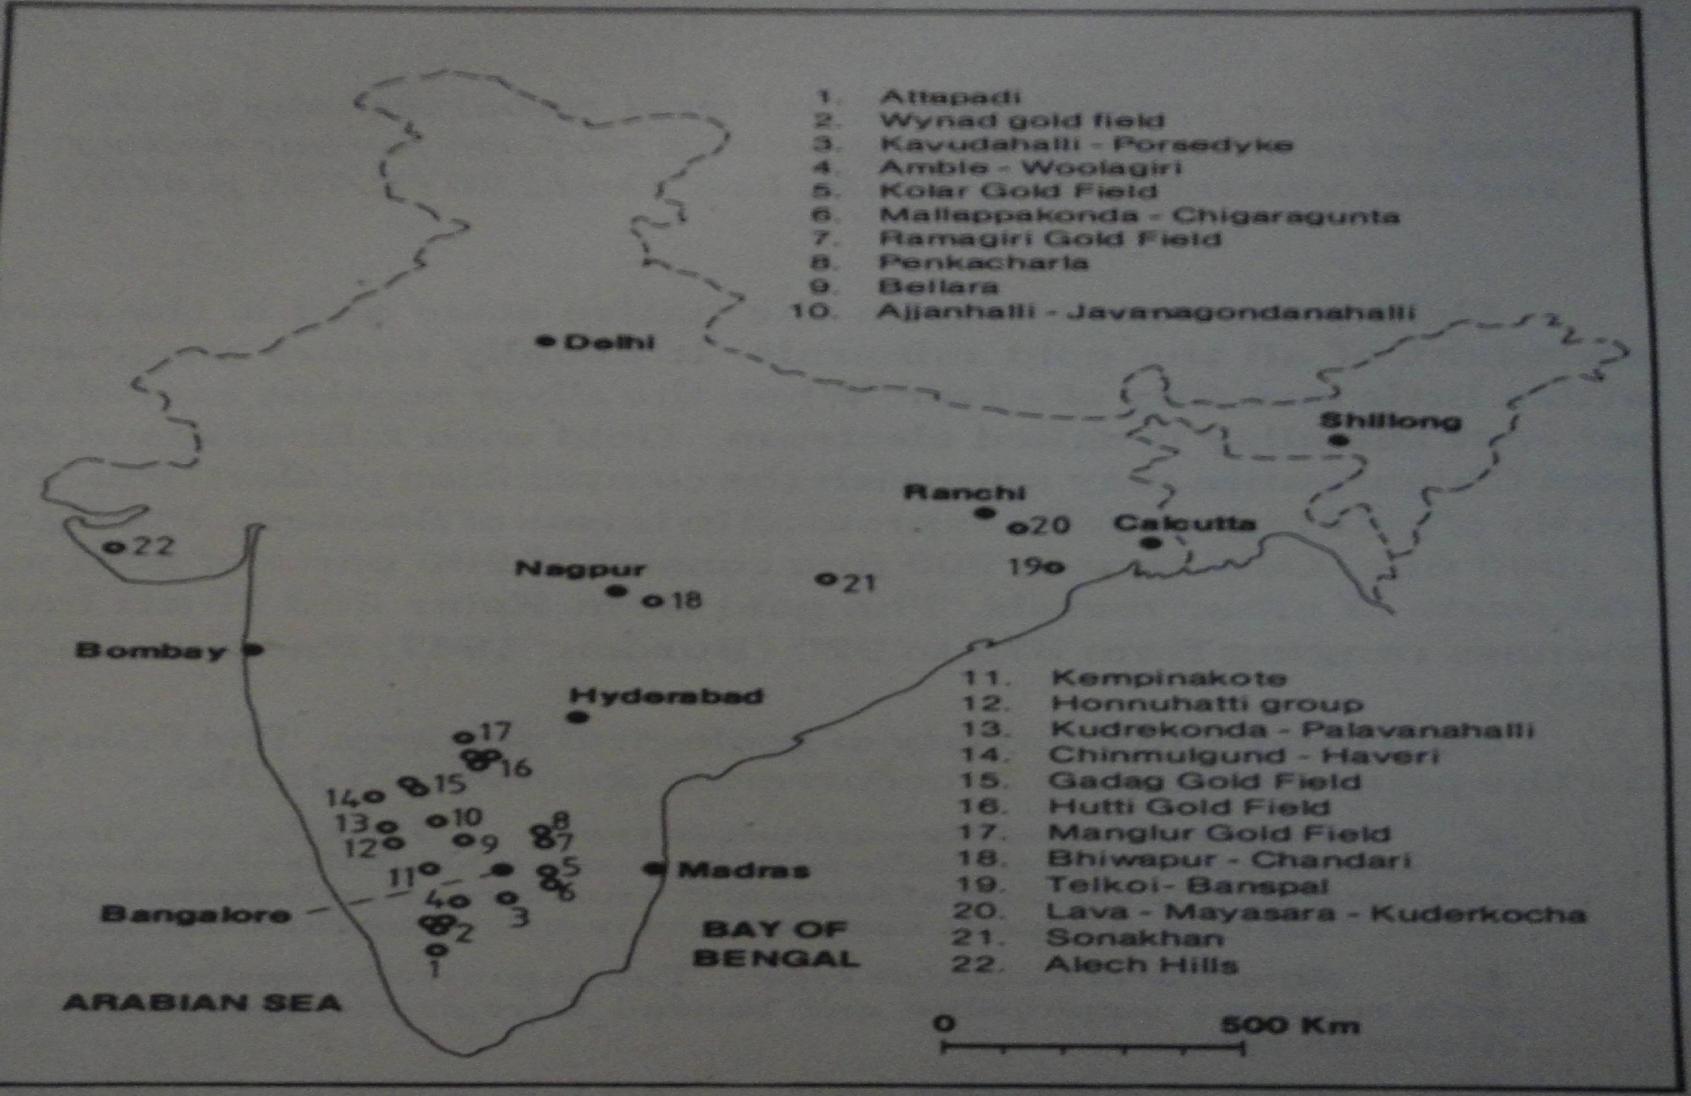 1. Attapadi
2. Wynad gold field
3. Kavudahalli - Porsedyke
4. Amble - Woolagiri
5. Kolar Gold Field
6. Mallappakonda - Chigaragunta
7. Ramagiri Gold Field
8. Penkacharla
9. Bellara
10. Ajjanhalli - Javanagondanahalli
Delhi
Shillong
Ranchi
20
Calcutta
22
Nagpur
18
21
19
Bombay
Hyderabad
17
16
15
14
13
10
12
9
8
7
11
5
6
Madras
4
3
Bangalore
2
1
BAY OF
BENGAL
ARABIAN SEA
11. Kempinakote
12. Honnuhatti group
13. Kudrekonda - Palavanahalli
14. Chinmulgund - Haveri
15. Gadag Gold Field
16. Hutti Gold Field
17. Manglur Gold Field
18. Bhiwapur - Chandari
19. Telkoi- Banspal
20. Lava - Mayasara - Kuderkocha
21. Sonakhan
22. Alech Hills
0 500 Km